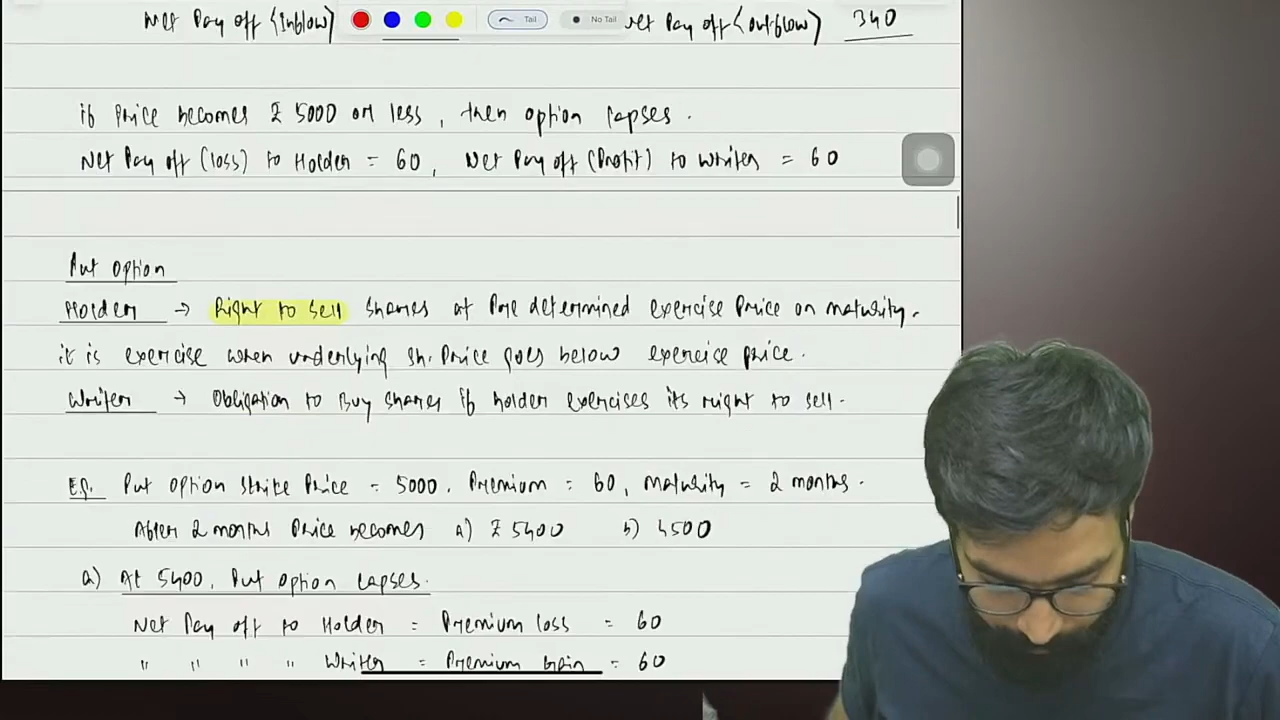 Net Pay off (Inflow) Tail No Tail Net Pay off (outflow) 340
if Price becomes ₹ 5000 or less, then option lapses.
Net Pay off (loss) to Holder = 60, Net Pay off (Profit) to Writer = 60
Put Option
Holder → Right to sell shares at Pre determined exercise Price on maturity.
it is exercise when underlying sh. Price goes below exercise price.
Writer → Obligation to Buy shares if holder exercises its right to sell.
E.g. Put Option Strike Price = 5000, Premium = 60, Maturity = 2 months.
After 2 months Price becomes a) ₹ 5400 b) 4500
a) At 5400, Put Option lapses.
Net Pay off to Holder = Premium loss = 60
" " " " Writer = Premium Gain = 60